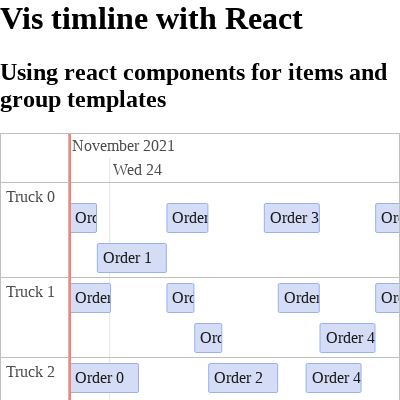 Vis timline with React
Using react components for items and
group templates
November 2021
Wed 24
Truck 0
Ord
Order
Order 3
Or
Order 1
Truck 1
Order
Ord
Order
Or
Ord
Order 4
Truck 2
Order 0
Order 2
Order 4